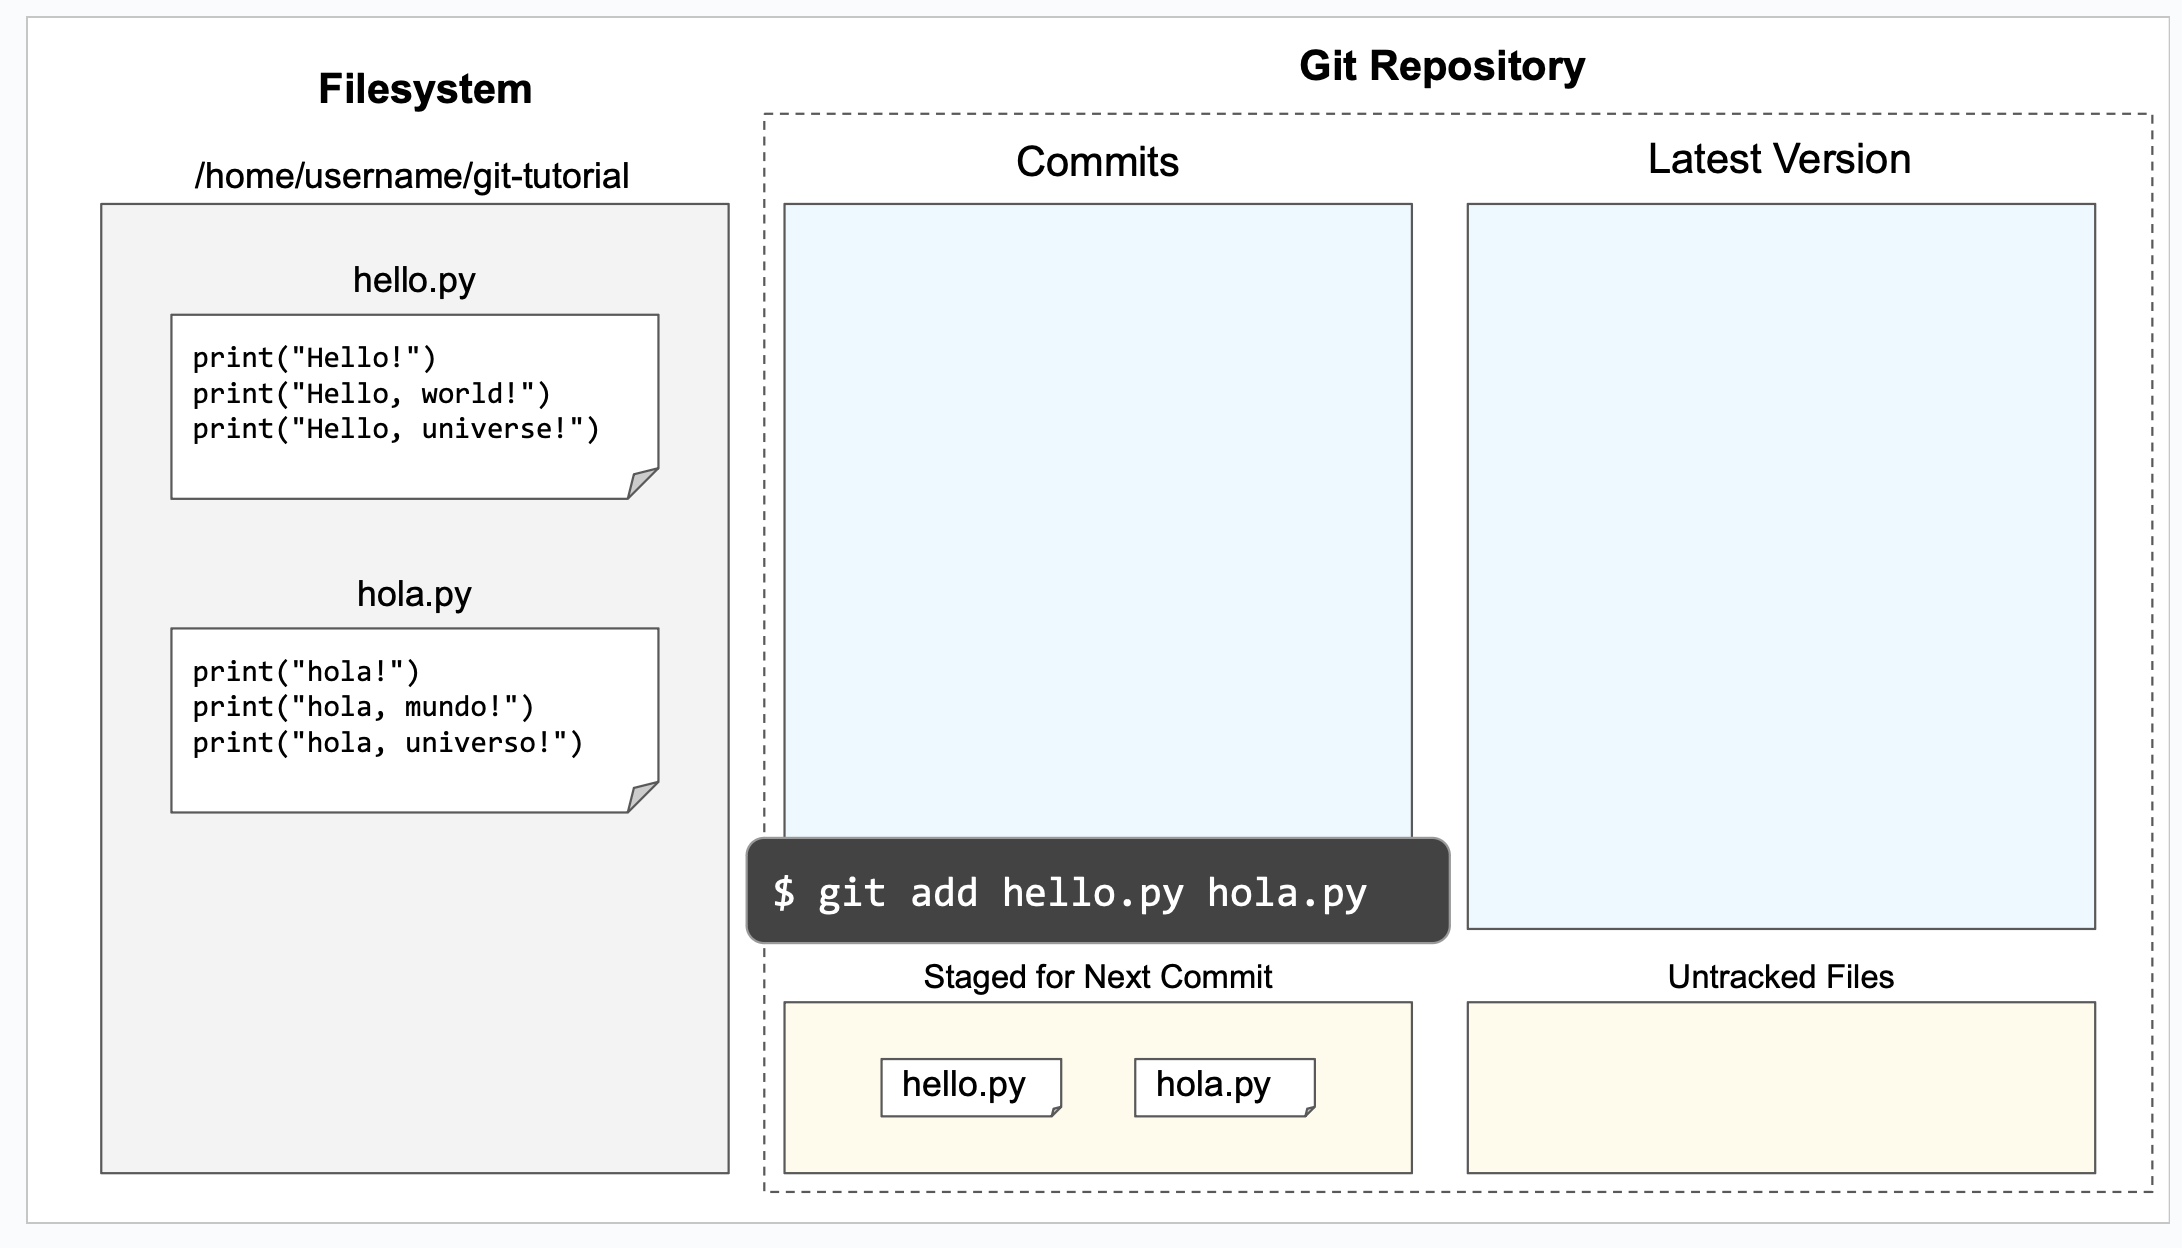 Filesystem
/home/username/git-tutorial
hello.py
print("Hello!")
print("Hello, world!")
print("Hello, universe!")
hola.py
print("hola!")
print("hola, mundo!")
print("hola, universo!")
Git Repository
Commits
Latest Version
$ git add hello.py hola.py
Staged for Next Commit
hello.py
hola.py
Untracked Files